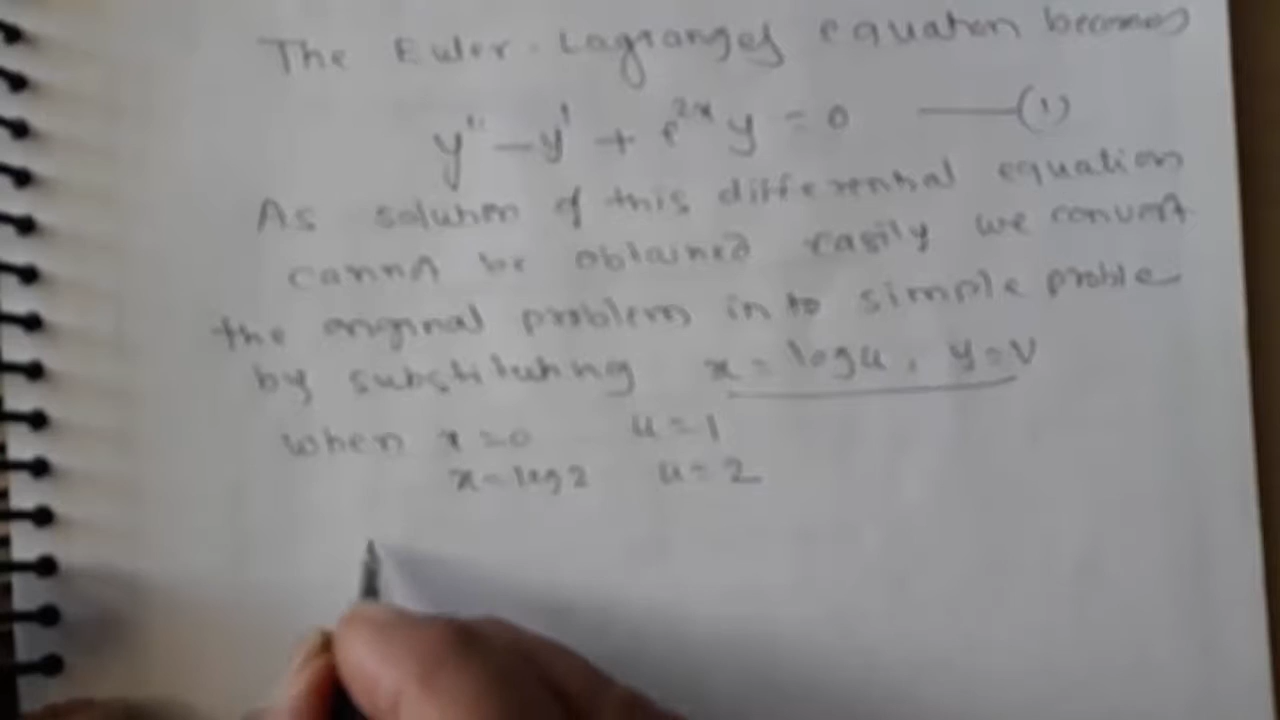 The Euler-Lagranges equation becomes
y'' - y' + e^{2x} y = 0 ——(1)
As solution of this differential equation
cannot be obtained easily we convert
the original problem in to simple proble
by substituting x = log u, y = v
when x = 0 u = 1
x = log 2 u = 2